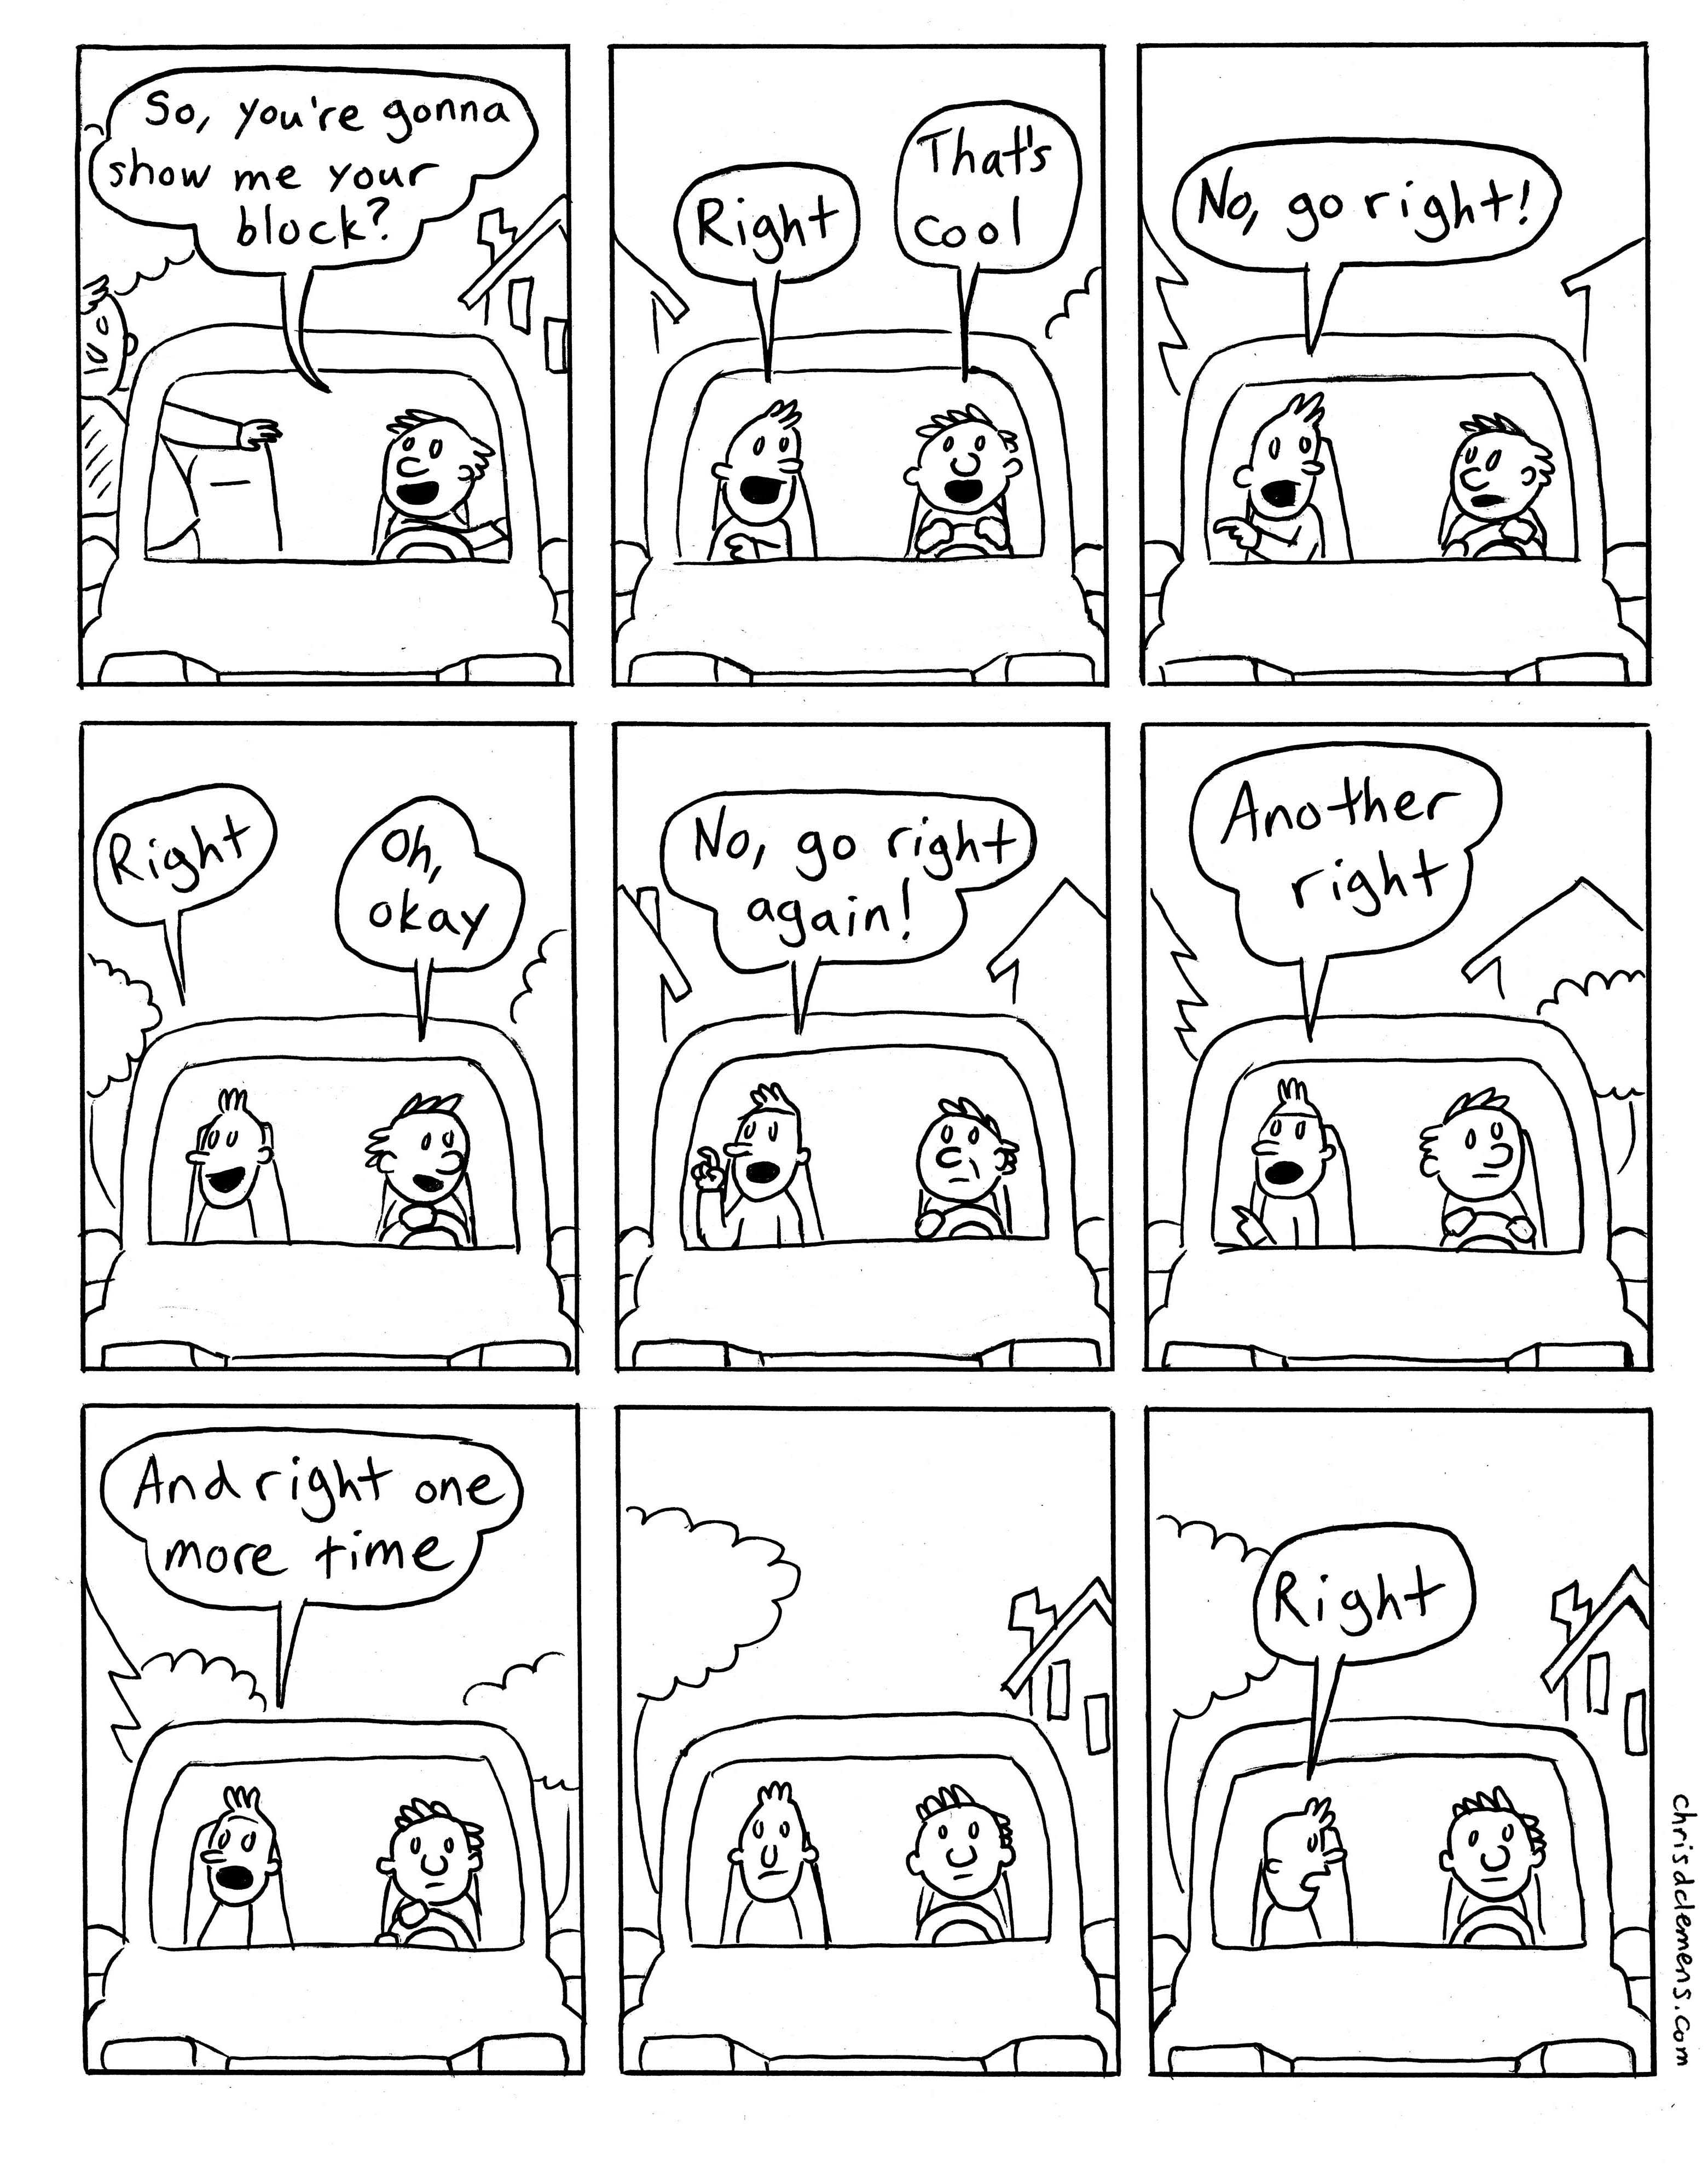 So, you're gonna
show me your
block?
Right
That's
cool
No, go right!
Right
Oh,
okay
No, go right
again!
Another
right
And right one
more time
Right
chrisdclemens.com